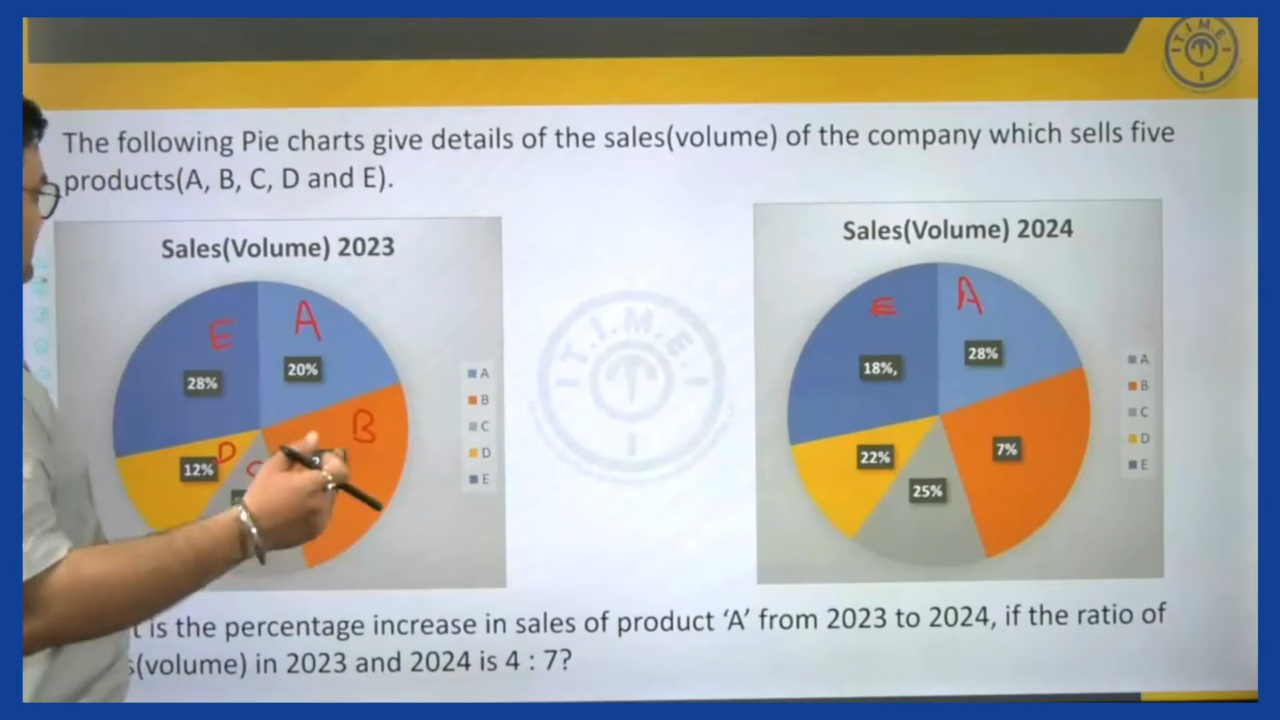 T.I.M.E.
The following Pie charts give details of the sales(volume) of the company which sells five
products(A, B, C, D and E).
Sales(Volume) 2023
E
A
28%
20%
B
D
C
12%
A
B
C
D
E
T.I.M.E.
Sales(Volume) 2024
E
A
18%,
28%
22%
7%
25%
A
B
C
D
E
is the percentage increase in sales of product ‘A’ from 2023 to 2024, if the ratio of
(volume) in 2023 and 2024 is 4 : 7?